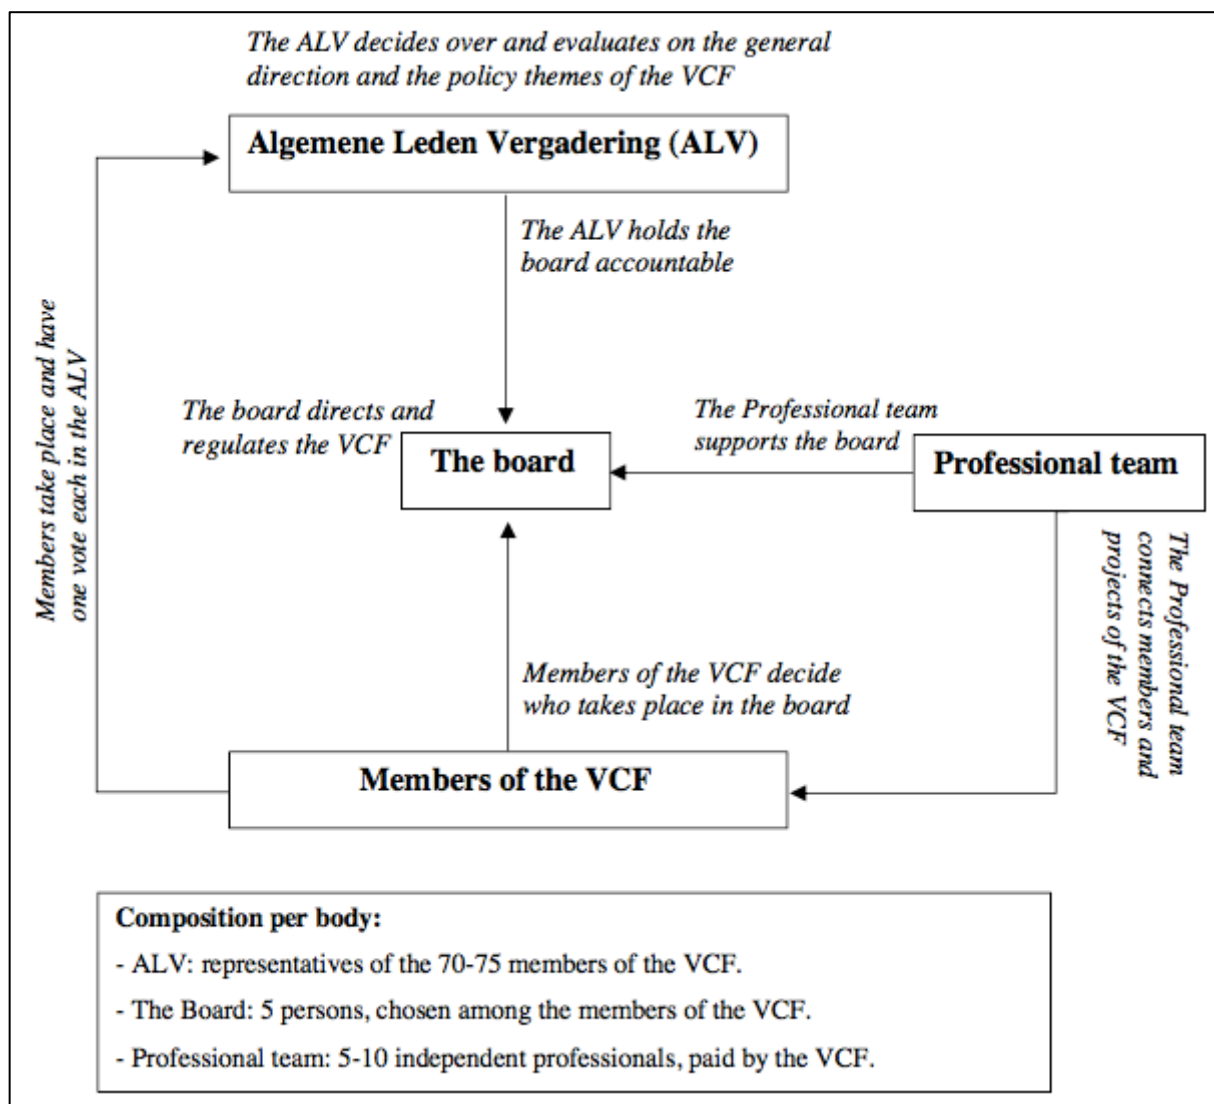 The ALV decides over and evaluates on the general
direction and the policy themes of the VCF
Algemene Leden Vergadering (ALV)
The ALV holds the
board accountable
Members take place and have
one vote each in the ALV
The board directs and
regulates the VCF
The board
The Professional team
supports the board
Professional team
The Professional team
connects members and
projects of the VCF
Members of the VCF decide
who takes place in the board
Members of the VCF
Composition per body:
- ALV: representatives of the 70-75 members of the VCF.
- The Board: 5 persons, chosen among the members of the VCF.
- Professional team: 5-10 independent professionals, paid by the VCF.